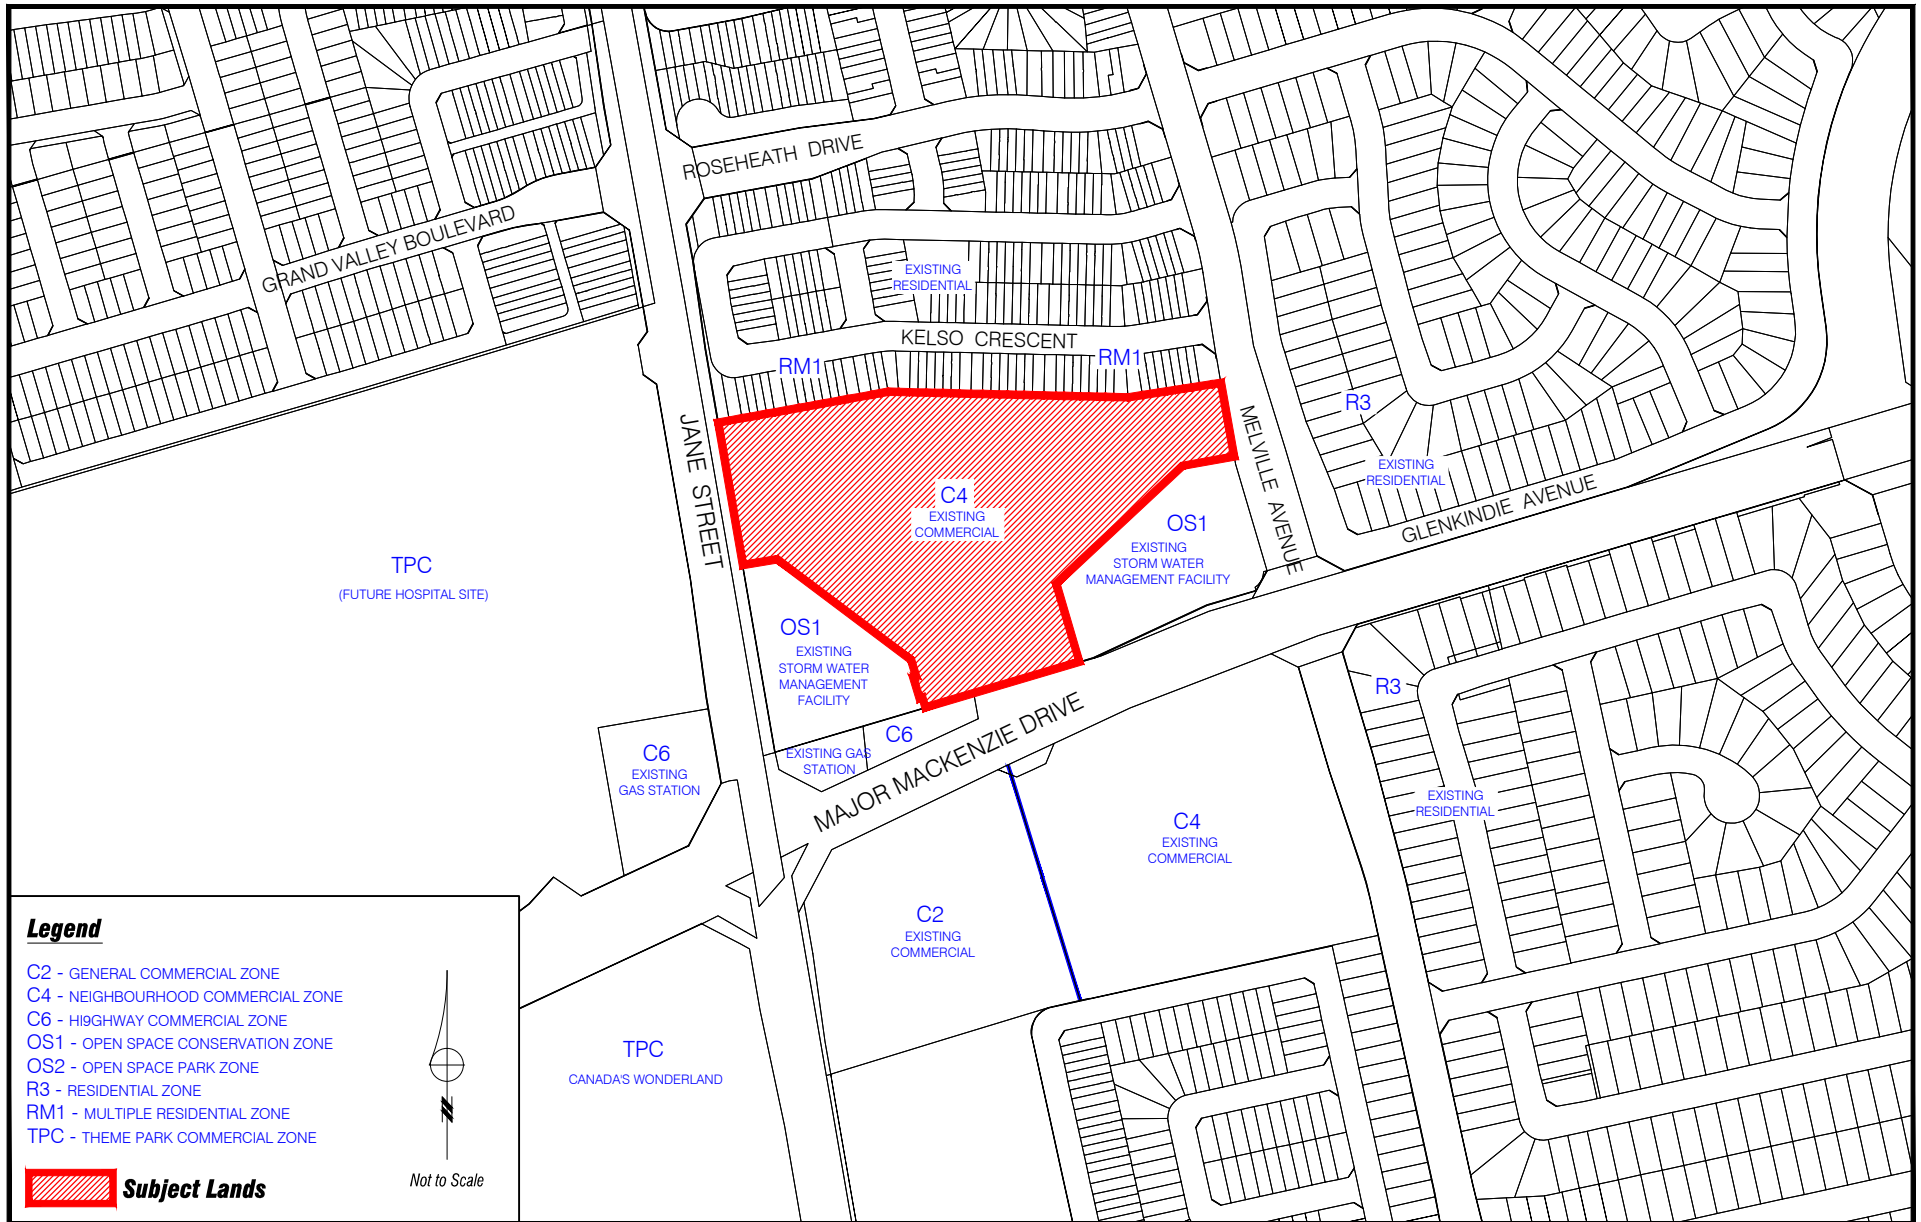 ROSEHEATH DRIVE
GRAND VALLEY BOULEVARD
EXISTING
RESIDENTIAL
KELSO CRESCENT
RM1
RM1
JANE STREET
MELVILLE AVENUE
R3
EXISTING
RESIDENTIAL
GLENKINDIE AVENUE
C4
EXISTING
COMMERCIAL
OS1
EXISTING
STORM WATER
MANAGEMENT FACILITY
TPC
(FUTURE HOSPITAL SITE)
OS1
EXISTING
STORM WATER
MANAGEMENT
FACILITY
R3
C6
EXISTING
GAS STATION
EXISTING GAS
STATION
C6
MAJOR MACKENZIE DRIVE
EXISTING
RESIDENTIAL
C4
EXISTING
COMMERCIAL
C2
EXISTING
COMMERCIAL
TPC
CANADA'S WONDERLAND
Legend
C2 - GENERAL COMMERCIAL ZONE
C4 - NEIGHBOURHOOD COMMERCIAL ZONE
C6 - HI9GHWAY COMMERCIAL ZONE
OS1 - OPEN SPACE CONSERVATION ZONE
OS2 - OPEN SPACE PARK ZONE
R3 - RESIDENTIAL ZONE
RM1 - MULTIPLE RESIDENTIAL ZONE
TPC - THEME PARK COMMERCIAL ZONE
Subject Lands
Not to Scale